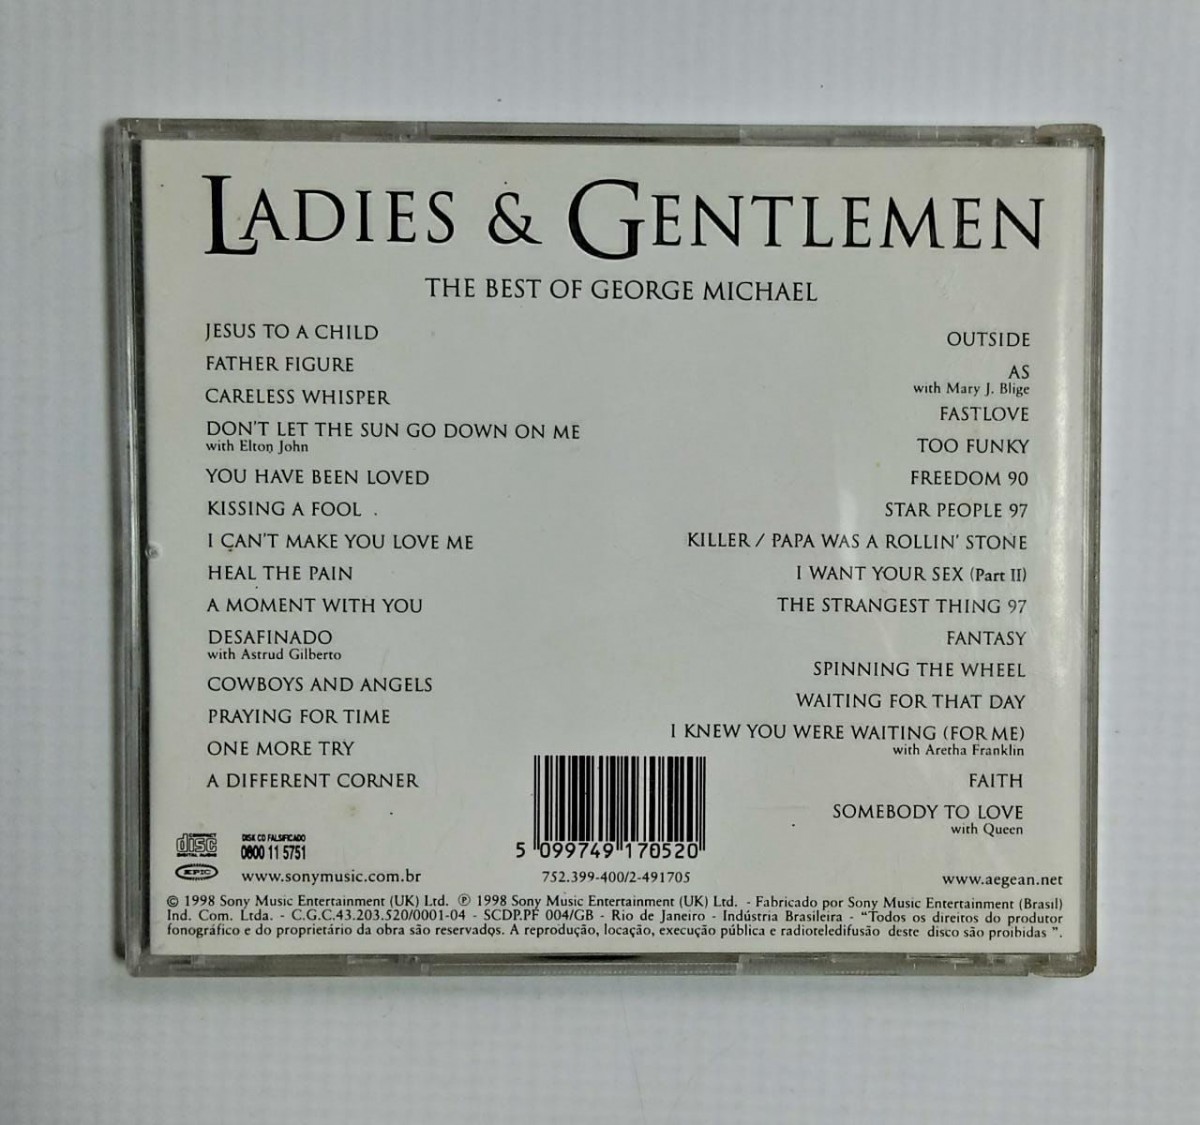 LADIES & GENTLEMEN
THE BEST OF GEORGE MICHAEL
JESUS TO A CHILD
FATHER FIGURE
CARELESS WHISPER
DON'T LET THE SUN GO DOWN ON ME
with Elton John
YOU HAVE BEEN LOVED
KISSING A FOOL
I CAN'T MAKE YOU LOVE ME
HEAL THE PAIN
A MOMENT WITH YOU
DESAFINADO
with Astrud Gilberto
COWBOYS AND ANGELS
PRAYING FOR TIME
ONE MORE TRY
A DIFFERENT CORNER
OUTSIDE
AS
with Mary J. Blige
FASTLOVE
TOO FUNKY
FREEDOM 90
STAR PEOPLE 97
KILLER / PAPA WAS A ROLLIN' STONE
I WANT YOUR SEX (Part II)
THE STRANGEST THING 97
FANTASY
SPINNING THE WHEEL
WAITING FOR THAT DAY
I KNEW YOU WERE WAITING (FOR ME)
with Aretha Franklin
FAITH
SOMEBODY TO LOVE
with Queen
COMPACT
disc
DIGITAL AUDIO
EPIC
DISK CD FALSIFICADO
0800 11 5751
www.sonymusic.com.br
5 099749 170520
752.399-400/2-491705
www.aegean.net
© 1998 Sony Music Entertainment (UK) Ltd. ℗ 1998 Sony Music Entertainment (UK) Ltd. - Fabricado por Sony Music Entertainment (Brasil)
Ind. Com. Ltda. - C.G.C.43.203.520/0001-04 - SCDP.PF 004/GB - Rio de Janeiro - Indústria Brasileira - "Todos os direitos do produtor
fonográfico e do proprietário da obra são reservados. A reprodução, locação, execução pública e radioteledifusão deste disco são proibidas ".